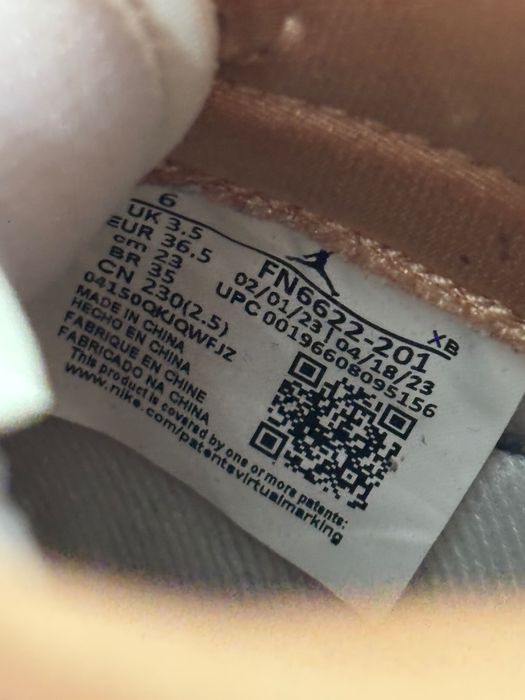 6
UK 3.5
EUR 36.5
cm 23
BR 35
CN 230(2.5)
04150QKJQWFJZ
MADE IN CHINA
HECHO EN CHINA
FABRIQUE EN CHINE
FABRICADO NA CHINA
This product is covered by one or more patents:
www.nike.com/patentsvirtualmarking
FN6622-201
XB
02/01/23 | 04/18/23
UPC 00196608095156